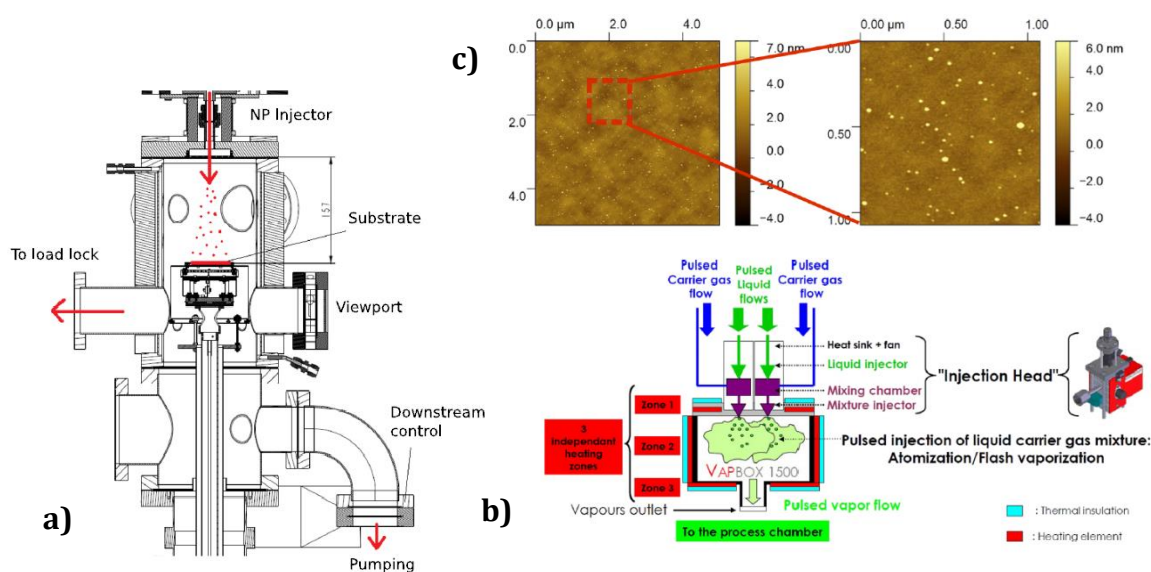 NP Injector
157
Substrate
To load lock
Viewport
Downstream
control
a)
Pumping
c)
0.0 µm 2.0 4.0
0.0
2.0
4.0
7.0 nm
4.0
2.0
0.0
−2.0
−4.0
0.00 µm 0.50 1.00
0.00
0.50
1.00
6.0 nm
4.0
2.0
0.0
−2.0
−4.0
Pulsed
Carrier gas
flow
Pulsed
Liquid
flows
Pulsed
Carrier gas
flow
Heat sink + fan
Liquid injector
Mixing chamber
Mixture injector
"Injection Head"
Zone 1
3
Independant
heating
zones
Zone 2
Zone 3
VAPBOX 1500
Pulsed injection of liquid carrier gas mixture:
Atomization/Flash vaporization
b)
Vapours outlet
Pulsed vapor flow
To the process chamber
: Thermal insulation
: Heating element